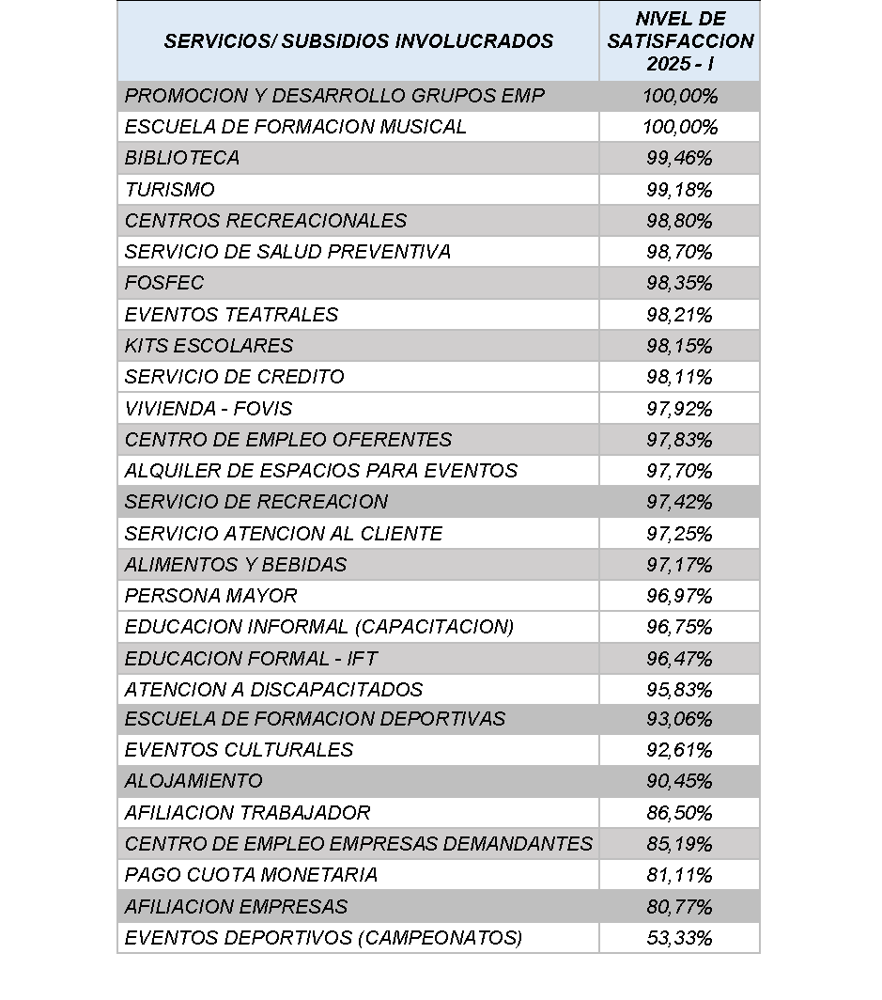 SERVICIOS/ SUBSIDIOS INVOLUCRADOS
NIVEL DE
SATISFACCION
2025 - I
PROMOCION Y DESARROLLO GRUPOS EMP 100,00%
ESCUELA DE FORMACION MUSICAL 100,00%
BIBLIOTECA 99,46%
TURISMO 99,18%
CENTROS RECREACIONALES 98,80%
SERVICIO DE SALUD PREVENTIVA 98,70%
FOSFEC 98,35%
EVENTOS TEATRALES 98,21%
KITS ESCOLARES 98,15%
SERVICIO DE CREDITO 98,11%
VIVIENDA - FOVIS 97,92%
CENTRO DE EMPLEO OFERENTES 97,83%
ALQUILER DE ESPACIOS PARA EVENTOS 97,70%
SERVICIO DE RECREACION 97,42%
SERVICIO ATENCION AL CLIENTE 97,25%
ALIMENTOS Y BEBIDAS 97,17%
PERSONA MAYOR 96,97%
EDUCACION INFORMAL (CAPACITACION) 96,75%
EDUCACION FORMAL - IFT 96,47%
ATENCION A DISCAPACITADOS 95,83%
ESCUELA DE FORMACION DEPORTIVAS 93,06%
EVENTOS CULTURALES 92,61%
ALOJAMIENTO 90,45%
AFILIACION TRABAJADOR 86,50%
CENTRO DE EMPLEO EMPRESAS DEMANDANTES 85,19%
PAGO CUOTA MONETARIA 81,11%
AFILIACION EMPRESAS 80,77%
EVENTOS DEPORTIVOS (CAMPEONATOS) 53,33%